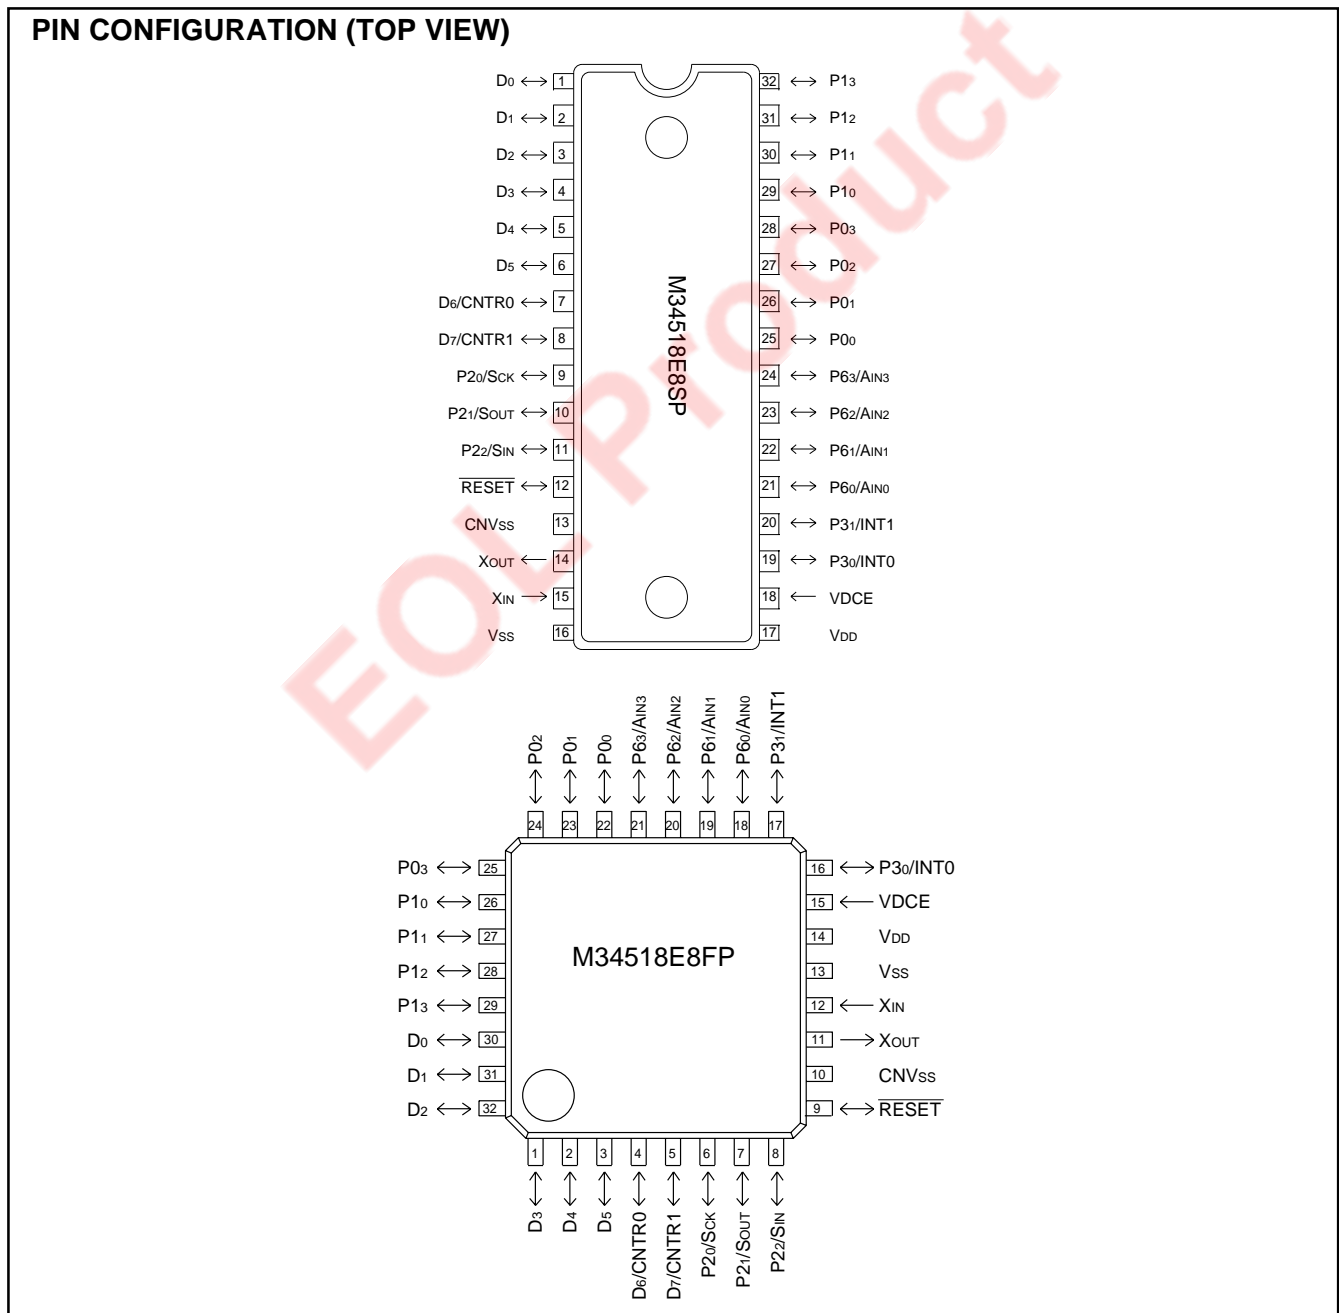 PIN CONFIGURATION (TOP VIEW)
D0 1 32 P13
D1 2 31 P12
D2 3 30 P11
D3 4 29 P10
D4 5 28 P03
D5 6 27 P02
D6/CNTR0 7 26 P01
D7/CNTR1 8 25 P00
P20/SCK 9 24 P63/AIN3
P21/SOUT 10 23 P62/AIN2
P22/SIN 11 22 P61/AIN1
RESET 12 21 P60/AIN0
CNVSS 13 20 P31/INT1
XOUT 14 19 P30/INT0
XIN 15 18 VDCE
VSS 16 17 VDD
M34518E8SP
EOL Product
P02 P01 P00 P63/AIN3 P62/AIN2 P61/AIN1 P60/AIN0 P31/INT1
24 23 22 21 20 19 18 17
P03 25 16 P30/INT0
P10 26 15 VDCE
P11 27 14 VDD
P12 28 13 VSS
P13 29 12 XIN
D0 30 11 XOUT
D1 31 10 CNVSS
D2 32 9 RESET
M34518E8FP
1 2 3 4 5 6 7 8
D3 D4 D5 D6/CNTR0 D7/CNTR1 P20/SCK P21/SOUT P22/SIN